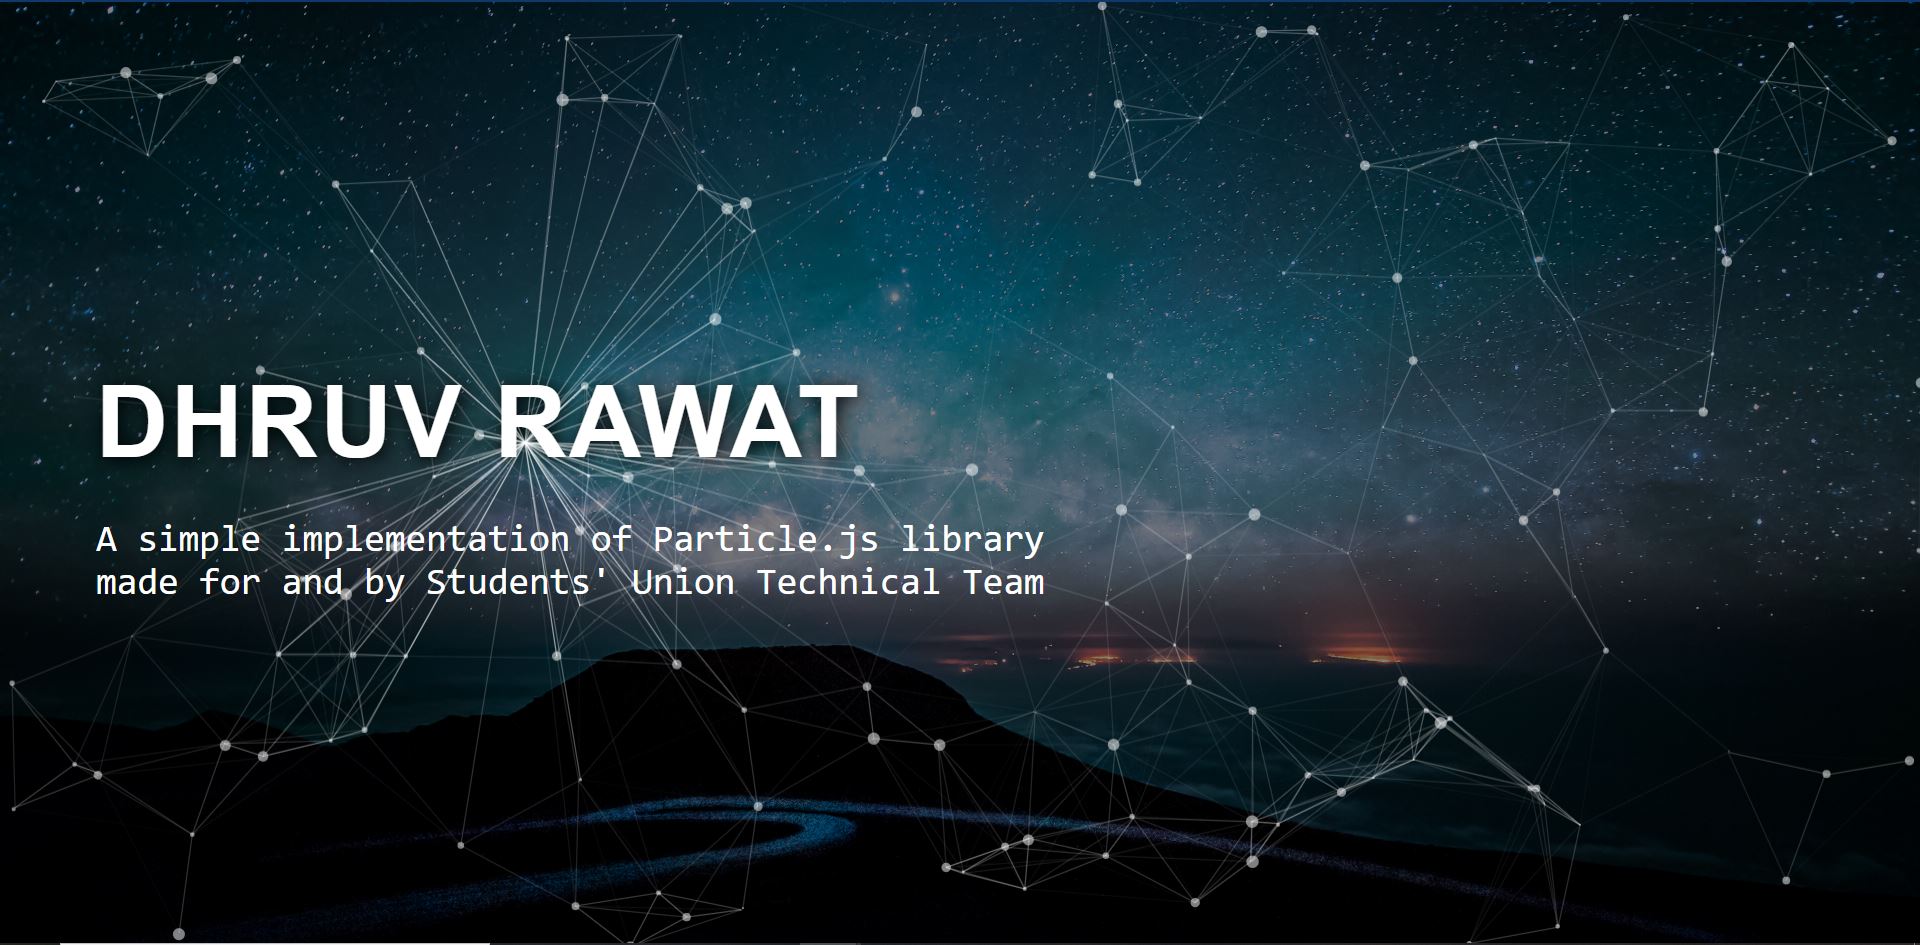 DHRUV RAWAT
A simple implementation of Particle.js library
made for and by Students' Union Technical Team